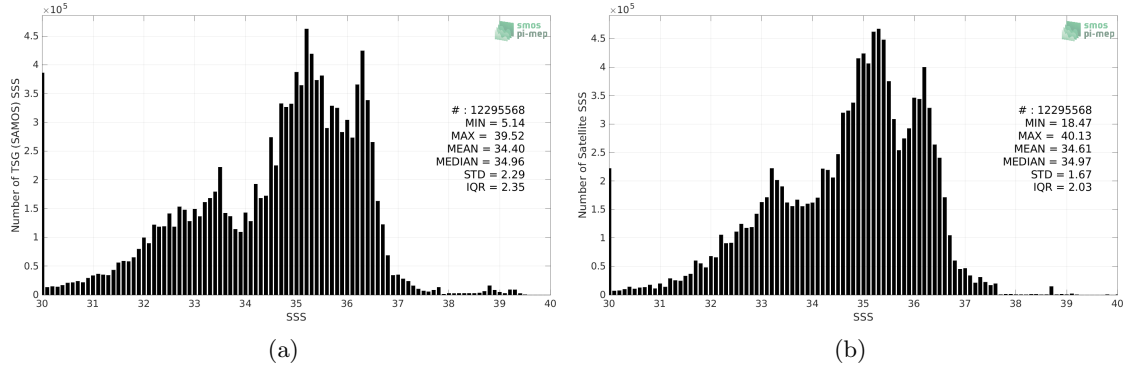 ×10⁵
4.5
4
3.5
3
2.5
2
1.5
1
0.5
0
Number of TSG (SAMOS) SSS
30 31 32 33 34 35 36 37 38 39 40
SSS
smos
pi-mep
# : 12295568
MIN = 5.14
MAX = 39.52
MEAN = 34.40
MEDIAN = 34.96
STD = 2.29
IQR = 2.35
(a)
×10⁵
4.5
4
3.5
3
2.5
2
1.5
1
0.5
0
Number of Satellite SSS
30 31 32 33 34 35 36 37 38 39 40
SSS
smos
pi-mep
# : 12295568
MIN = 18.47
MAX = 40.13
MEAN = 34.61
MEDIAN = 34.97
STD = 1.67
IQR = 2.03
(b)